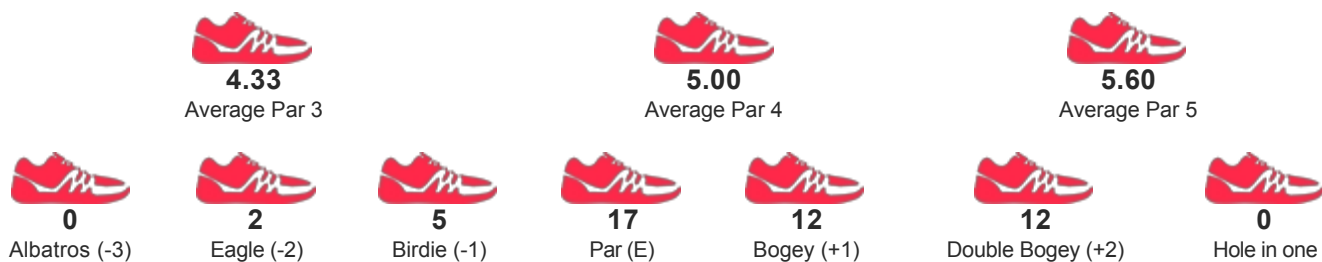 4.33 5.00 5.60
Average Par 3 Average Par 4 Average Par 5
0 2 5 17 12 12 0
Albatros (-3) Eagle (-2) Birdie (-1) Par (E) Bogey (+1) Double Bogey (+2) Hole in one